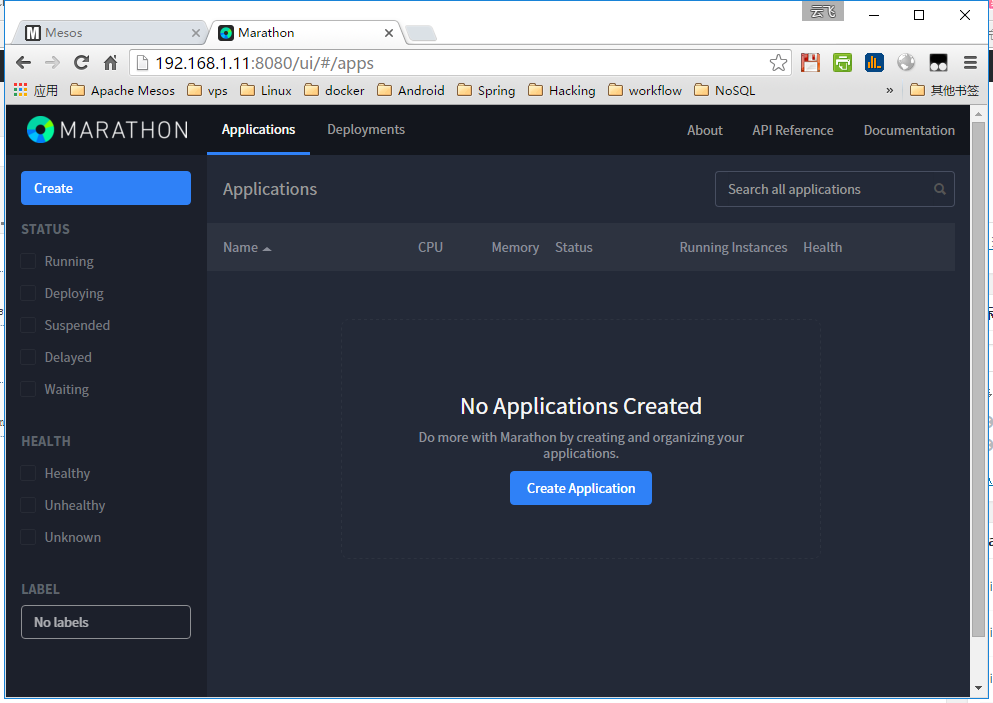 云飞
Mesos
Marathon
192.168.1.11:8080/ui/#/apps
应用 Apache Mesos vps Linux docker Android Spring Hacking workflow NoSQL » 其他书签
MARATHON Applications Deployments About API Reference Documentation
Create
STATUS
Running
Deploying
Suspended
Delayed
Waiting
HEALTH
Healthy
Unhealthy
Unknown
LABEL
No labels
Applications
Search all applications
Name CPU Memory Status Running Instances Health
No Applications Created
Do more with Marathon by creating and organizing your
applications.
Create Application